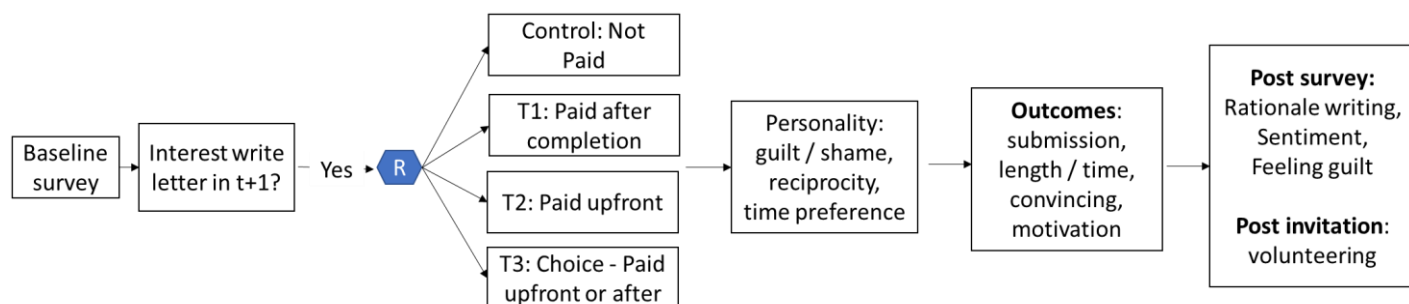 Baseline
survey
Interest write
letter in t+1?
Yes
R
Control: Not
Paid
T1: Paid after
completion
T2: Paid upfront
T3: Choice - Paid
upfront or after
Personality:
guilt / shame,
reciprocity,
time preference
Outcomes:
submission,
length / time,
convincing,
motivation
Post survey:
Rationale writing,
Sentiment,
Feeling guilt
Post invitation:
volunteering